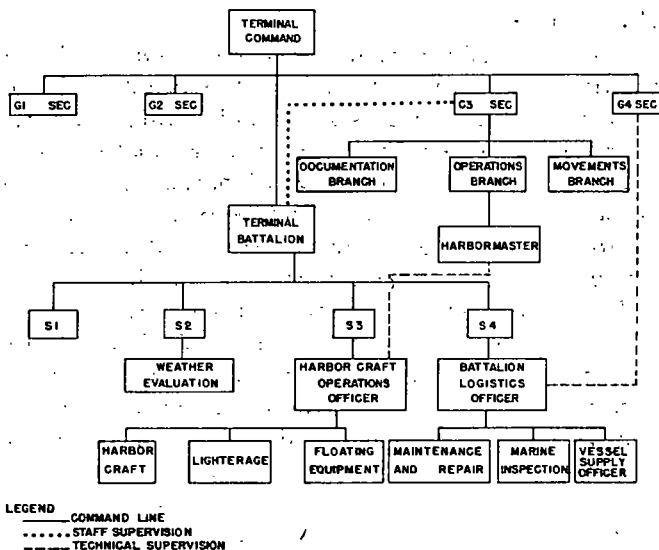 TERMINAL
COMMAND
G1 SEC
G2 SEC
G3 SEC
G4 SEC
DOCUMENTATION
BRANCH
OPERATIONS
BRANCH
MOVEMENTS
BRANCH
TERMINAL
BATTALION
HARBORMASTER
S1
S2
S3
S4
WEATHER
EVALUATION
HARBOR CRAFT
OPERATIONS
OFFICER
BATTALION
LOGISTICS
OFFICER
HARBOR
CRAFT
LIGHTERAGE
FLOATING
EQUIPMENT
MAINTENANCE
AND REPAIR
MARINE
INSPECTION
VESSEL
SUPPLY
OFFICER
LEGEND
COMMAND LINE
STAFF SUPERVISION
TECHNICAL SUPERVISION